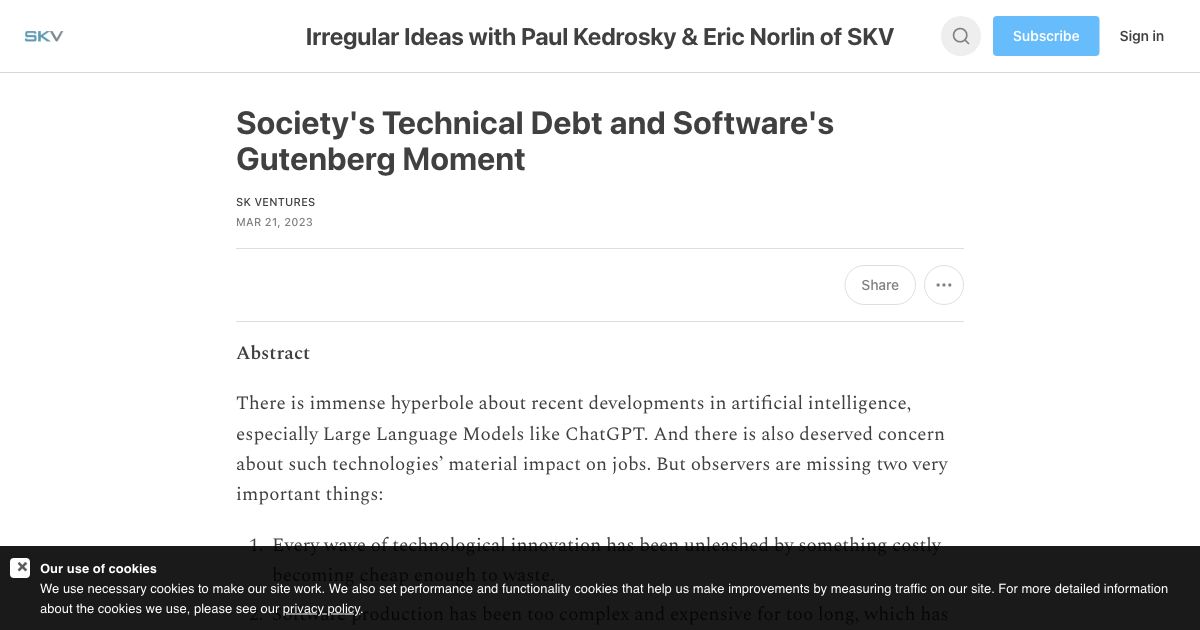 SKV
Irregular Ideas with Paul Kedrosky & Eric Norlin of SKV
Subscribe
Sign in
Society's Technical Debt and Software's
Gutenberg Moment
SK VENTURES
MAR 21, 2023
Share
Abstract
There is immense hyperbole about recent developments in artificial intelligence,
especially Large Language Models like ChatGPT. And there is also deserved concern
about such technologies’ material impact on jobs. But observers are missing two very
important things:
1. Every wave of technological innovation has been unleashed by something costly
becoming cheap enough to waste.
2. Software production has been too complex and expensive for too long, which has
Our use of cookies
We use necessary cookies to make our site work. We also set performance and functionality cookies that help us make improvements by measuring traffic on our site. For more detailed information
about the cookies we use, please see our privacy policy.